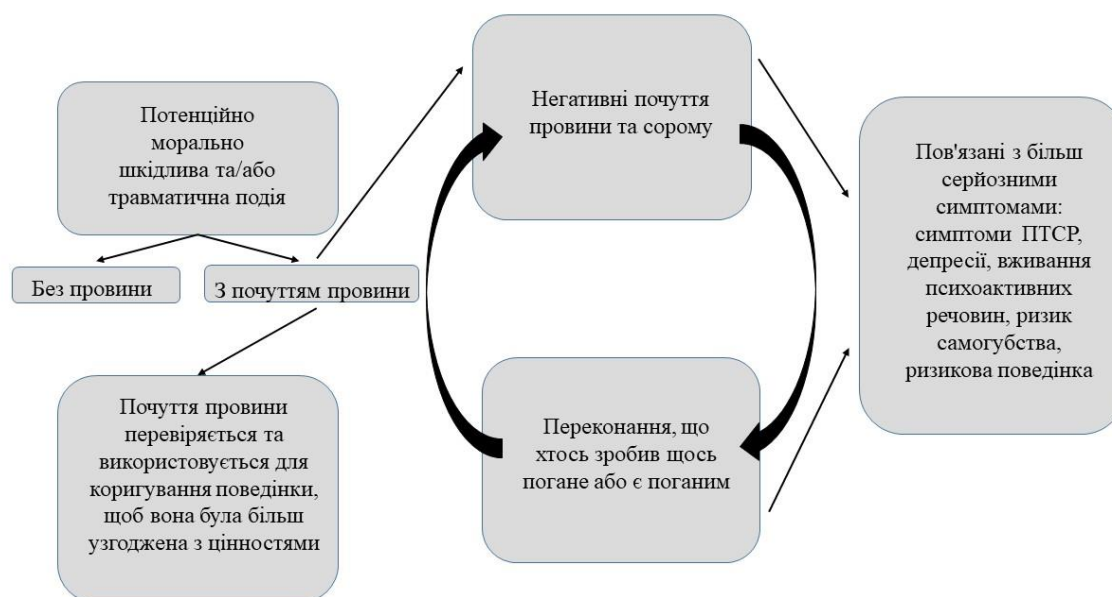 Потенційно
морально
шкідлива та/або
травматична подія
Без провини
З почуттям провини
Почуття провини
перевіряється та
використовується для
коригування поведінки,
щоб вона була більш
узгоджена з цінностями
Негативні почуття
провини та сорому
Переконання, що
хтось зробив щось
погане або є поганим
Пов'язані з більш
серйозними
симптомами:
симптоми ПТСР,
депресії, вживання
психоактивних
речовин, ризик
самогубства,
ризикова поведінка